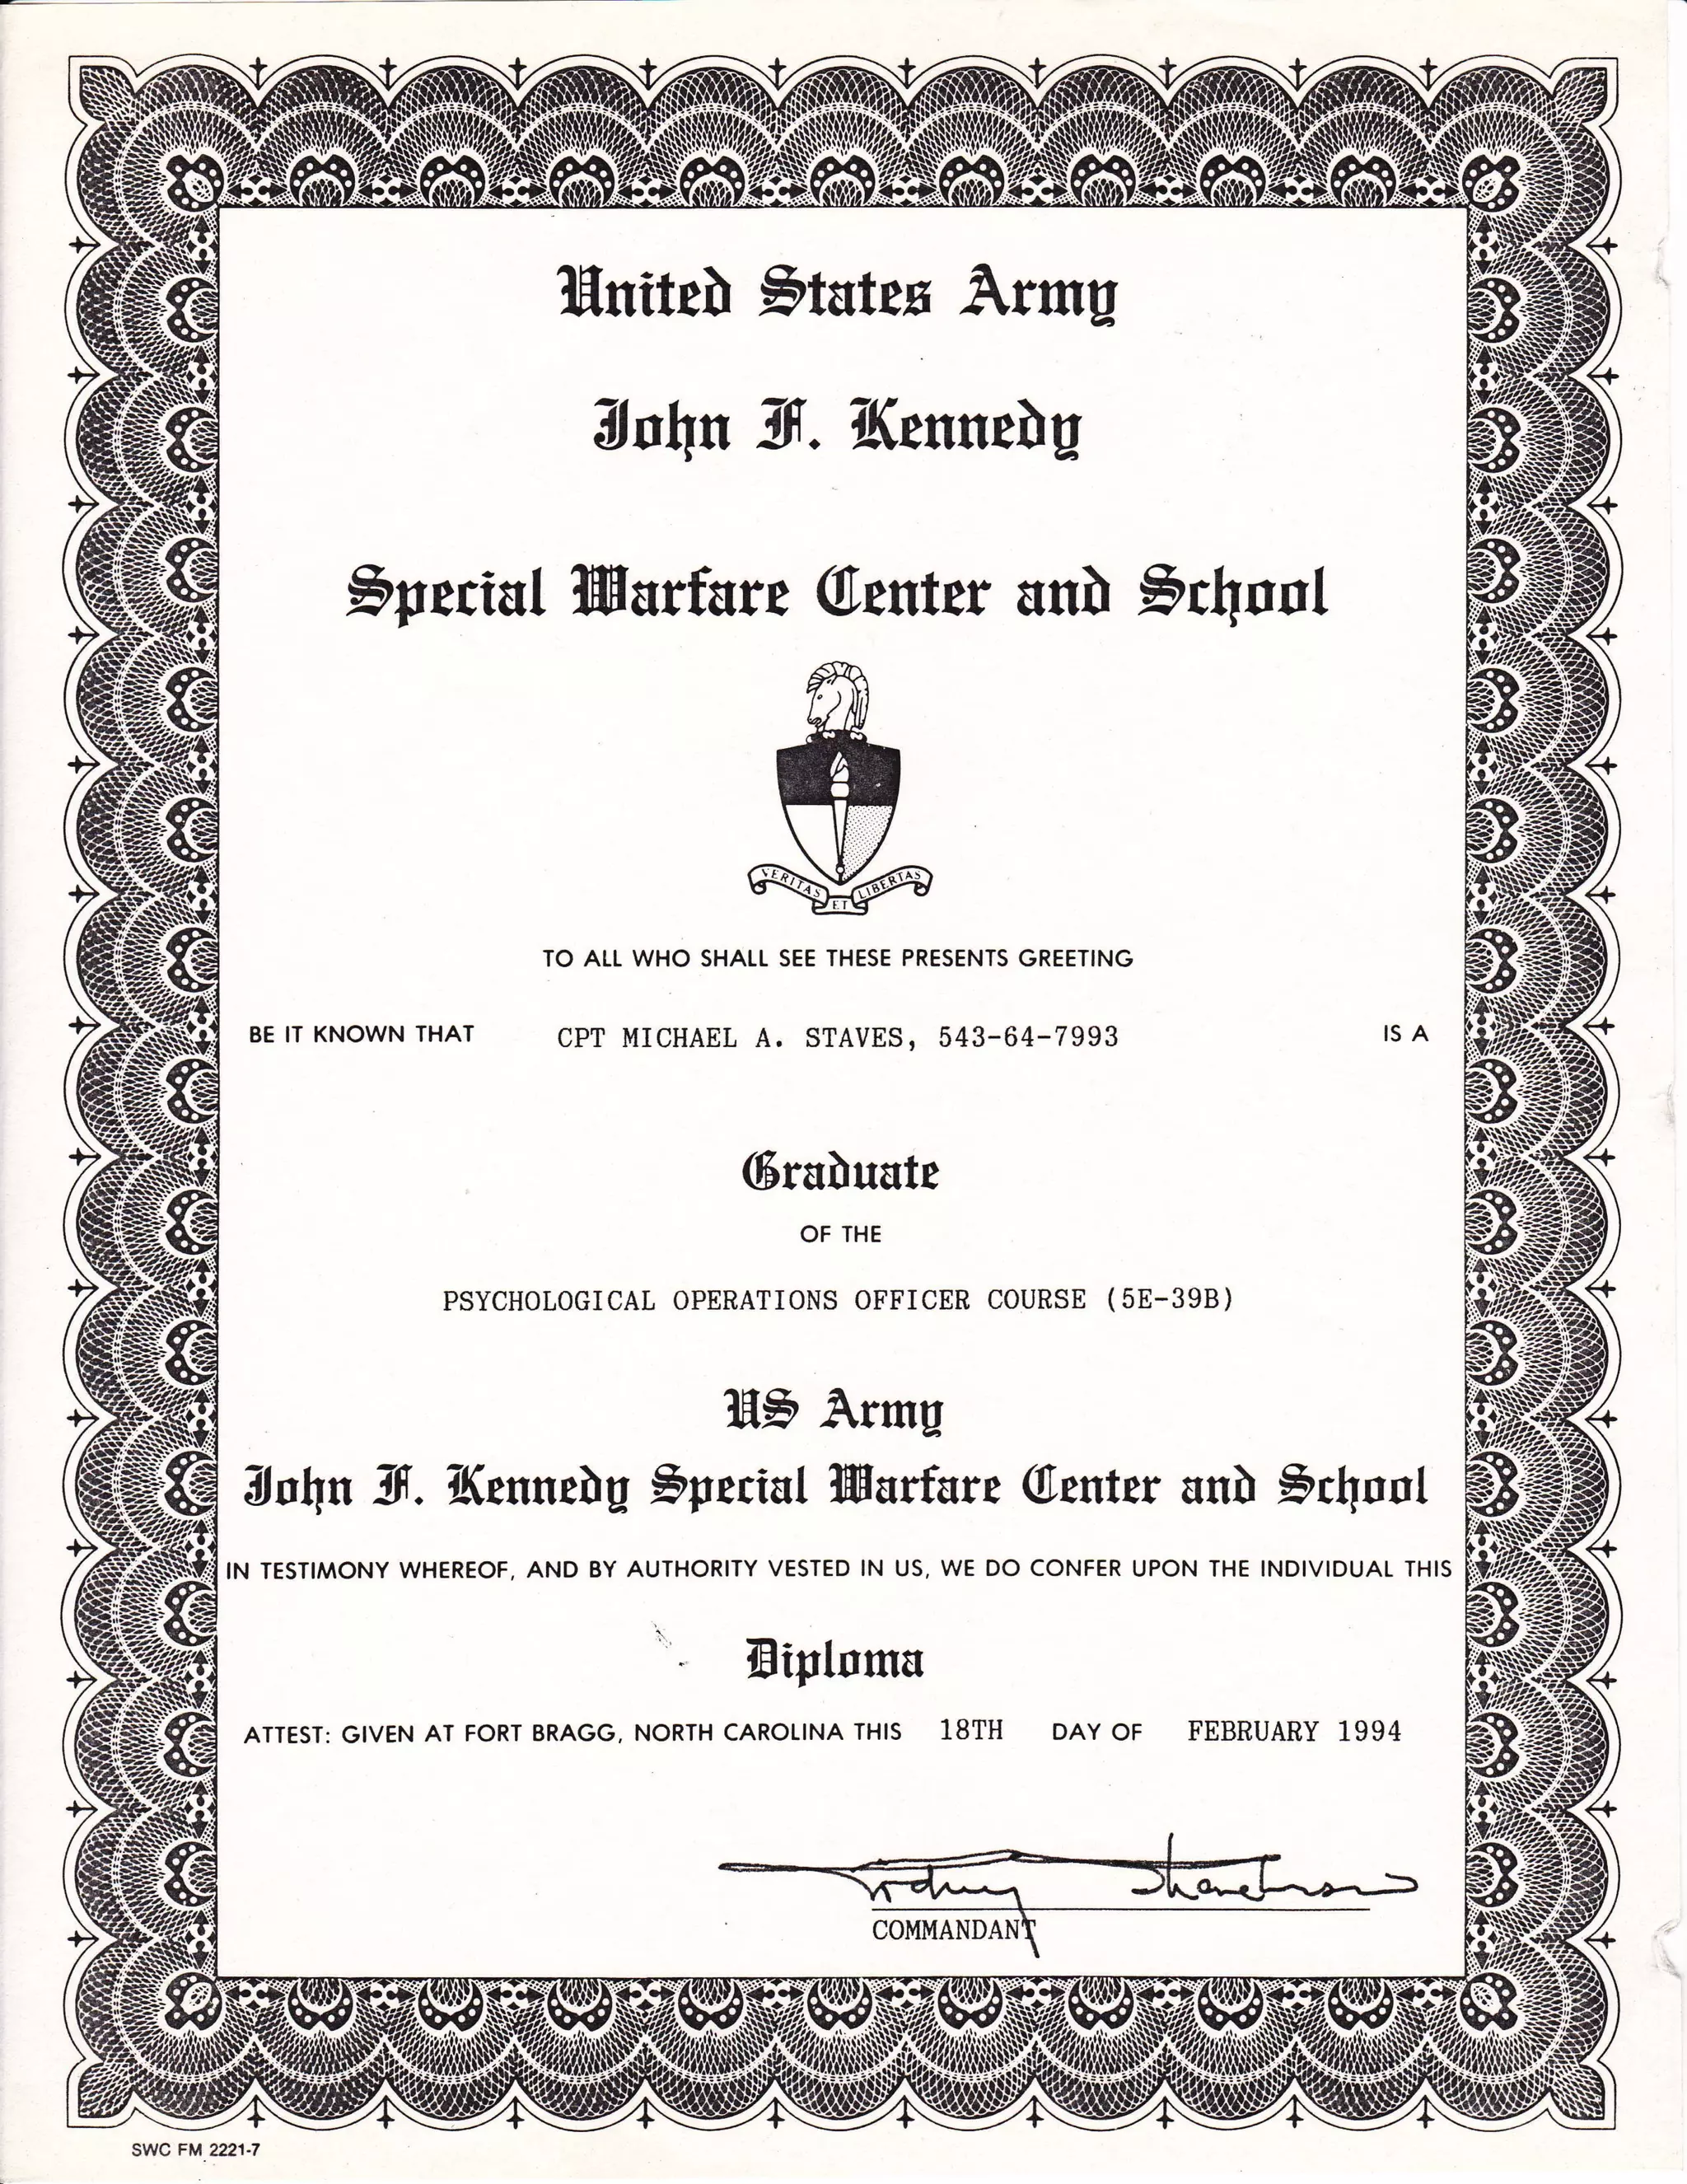 United States Army
John F. Kennedy
Special Warfare Center and School
VERITAS ET LIBERTAS
TO ALL WHO SHALL SEE THESE PRESENTS GREETING
BE IT KNOWN THAT CPT MICHAEL A. STAVES, 543-64-7993 IS A
Graduate
OF THE
PSYCHOLOGICAL OPERATIONS OFFICER COURSE (5E-39B)
US Army
John F. Kennedy Special Warfare Center and School
IN TESTIMONY WHEREOF, AND BY AUTHORITY VESTED IN US, WE DO CONFER UPON THE INDIVIDUAL THIS
Diploma
ATTEST: GIVEN AT FORT BRAGG, NORTH CAROLINA THIS 18TH DAY OF FEBRUARY 1994
COMMANDANT
SWC FM 2221-7